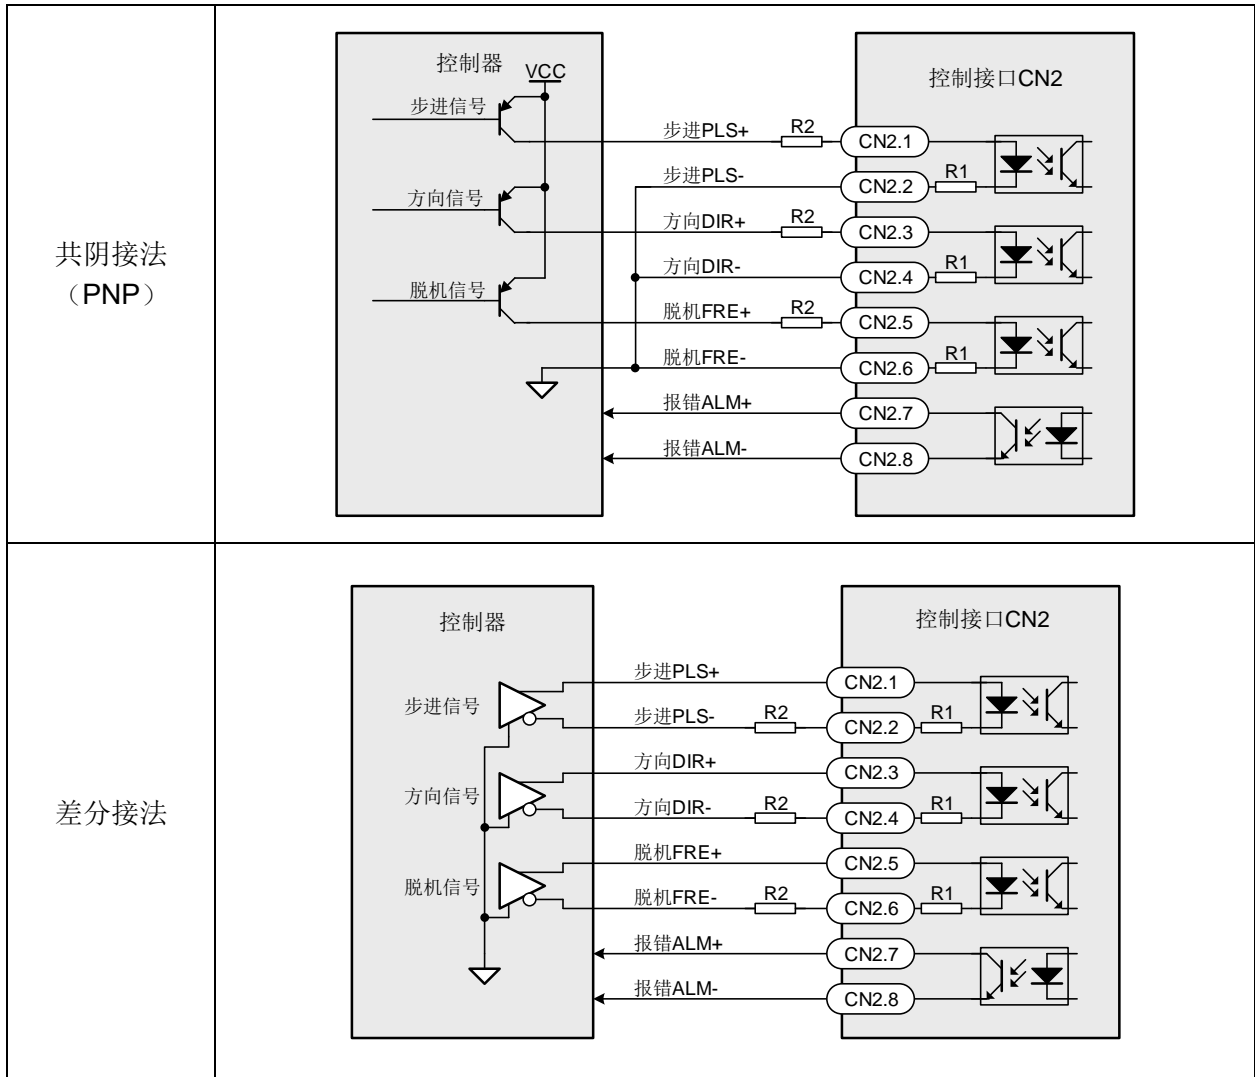 共阴接法
（PNP）
控制器
VCC
步进信号
方向信号
脱机信号
步进PLS+
R2
步进PLS-
方向DIR+
R2
方向DIR-
脱机FRE+
R2
脱机FRE-
报错ALM+
报错ALM-
控制接口CN2
CN2.1
CN2.2
R1
CN2.3
CN2.4
R1
CN2.5
CN2.6
R1
CN2.7
CN2.8
差分接法
控制器
步进信号
方向信号
脱机信号
步进PLS+
步进PLS-
R2
方向DIR+
方向DIR-
R2
脱机FRE+
脱机FRE-
R2
报错ALM+
报错ALM-
控制接口CN2
CN2.1
CN2.2
R1
CN2.3
CN2.4
R1
CN2.5
CN2.6
R1
CN2.7
CN2.8